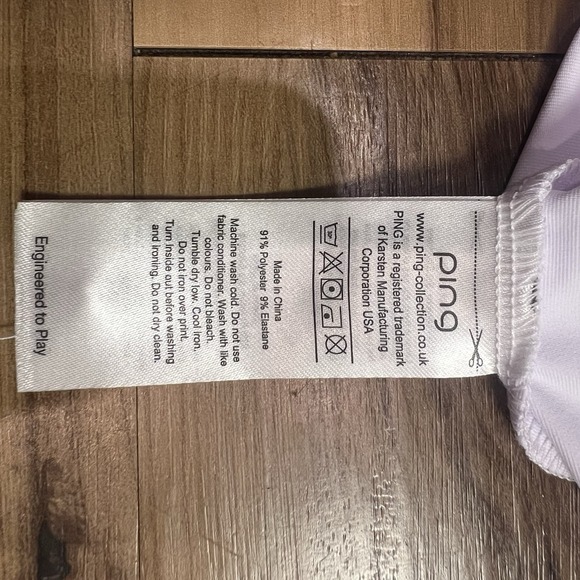 ping
www.ping-collection.co.uk
PING is a registered trademark
of Karsten Manufacturing
Corporation USA
Made in China
91% Polyester 9% Elastane
Machine wash cold. Do not use
fabric conditioner. Wash with like
colours. Do not bleach.
Tumble dry low. Cool iron.
Do not iron over print.
Turn Inside out before washing
and ironing. Do not dry clean.
Engineered to Play